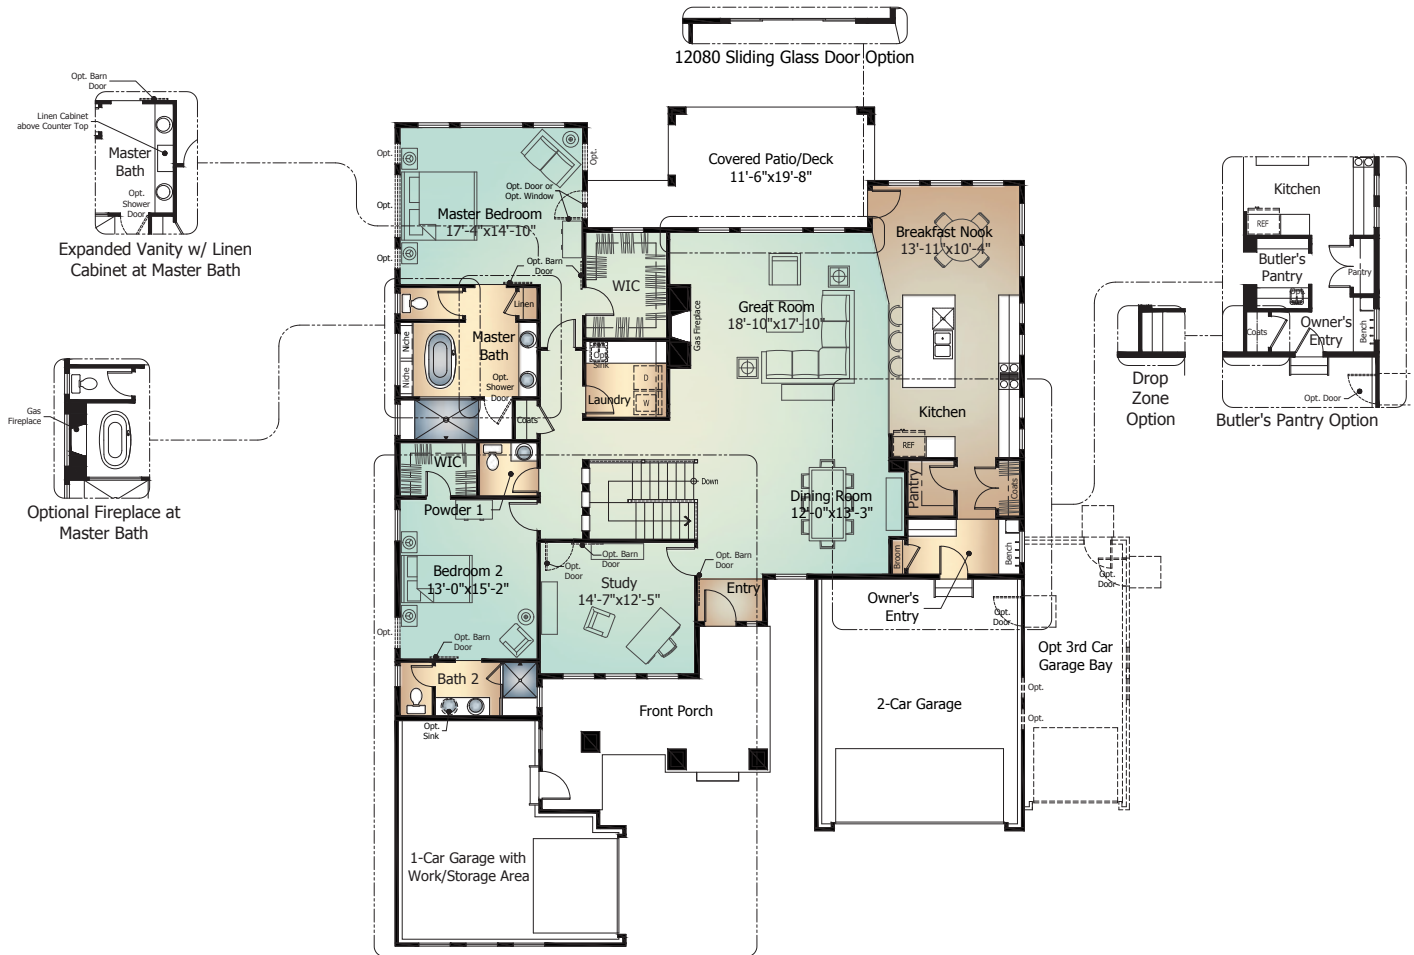 12080 Sliding Glass Door Option
Opt. Barn
Door
Linen Cabinet
above Counter Top
Master
Bath
Opt.
Shower
Door
Expanded Vanity w/ Linen
Cabinet at Master Bath
Gas
Fireplace
Optional Fireplace at
Master Bath
Covered Patio/Deck
11'-6"x19'-8"
Opt.
Opt.
Opt.
Opt.
Opt. Door or
Opt. Window
Master Bedroom
17'-4"x14'-10"
Opt. Barn
Door
WIC
Linen
Master
Bath
Niche
Niche
Opt.
Shower
Door
Coats
Opt.
Sink
Laundry
D
W
Gas Fireplace
Great Room
18'-10"x17'-10"
Breakfast Nook
13'-11"x10'-4"
Kitchen
REF
Pantry
Coats
Dining Room
12'-0"x13'-3"
Down
WIC
Powder 1
Bedroom 2
13'-0"x15'-2"
Opt.
Opt. Barn
Door
Opt. Barn
Door
Opt.
Door
Study
14'-7"x12'-5"
Opt. Barn
Door
Entry
Broom
Bench
Owner's
Entry
Opt.
Door
Opt.
Door
Opt 3rd Car
Garage Bay
Opt.
Opt.
2-Car Garage
Bath 2
Opt.
Sink
Front Porch
1-Car Garage with
Work/Storage Area
Drop
Zone
Option
Kitchen
REF
Butler's
Pantry
Opt.
Pantry
Coats
Owner's
Entry
Bench
Opt. Door
Butler's Pantry Option